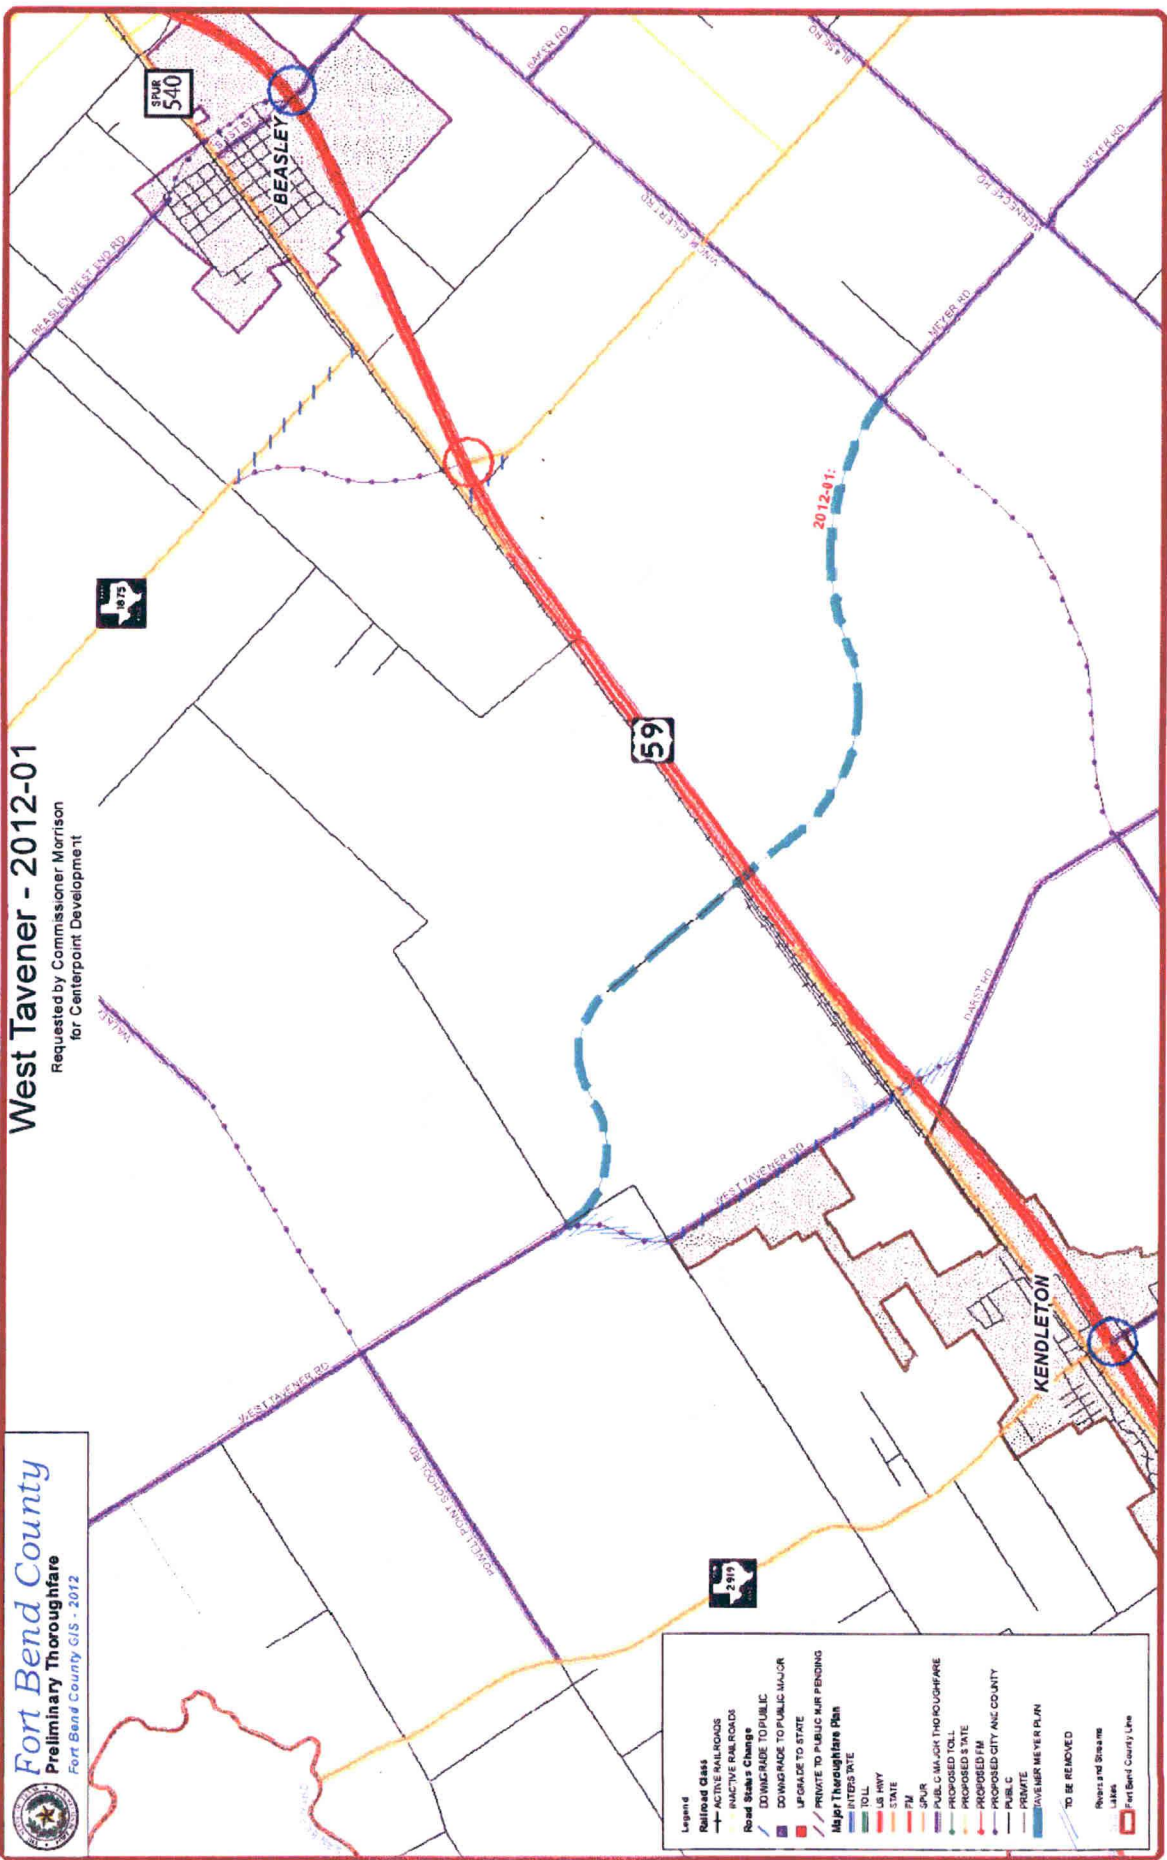 Fort Bend County
Preliminary Thoroughfare
Fort Bend County GIS - 2012
West Tavener - 2012-01
Requested by Commissioner Morrison
for Centerpoint Development
SPUR
540
BEASLEY
BEASLEY WEST END RD
BAKER RD
MEYER RD
MEYER RD
1875
59
2012-01:
DARST RD
WEST TAVENER RD
WEST TAVENER RD
POWELL POINT SCHOOL RD
KENDLETON
2919
Legend
Railroad Class
ACTIVE RAILROADS
INACTIVE RAILROADS
Road Status Change
DOWNGRADE TO PUBLIC
DOWNGRADE TO PUBLIC MAJOR
UPGRADE TO STATE
PRIVATE TO PUBLIC MJR PENDING
Major Thoroughfare Plan
INTERSTATE
TOLL
US HWY
STATE
FM
SPUR
PUBLIC MAJOR THOROUGHFARE
PROPOSED TOLL
PROPOSED STATE
PROPOSED FM
PROPOSED CITY AND COUNTY
PUBLIC
PRIVATE
TAVENER MEYER PLAN
TO BE REMOVED
Rivers and Streams
Lakes
Fort Bend County Line